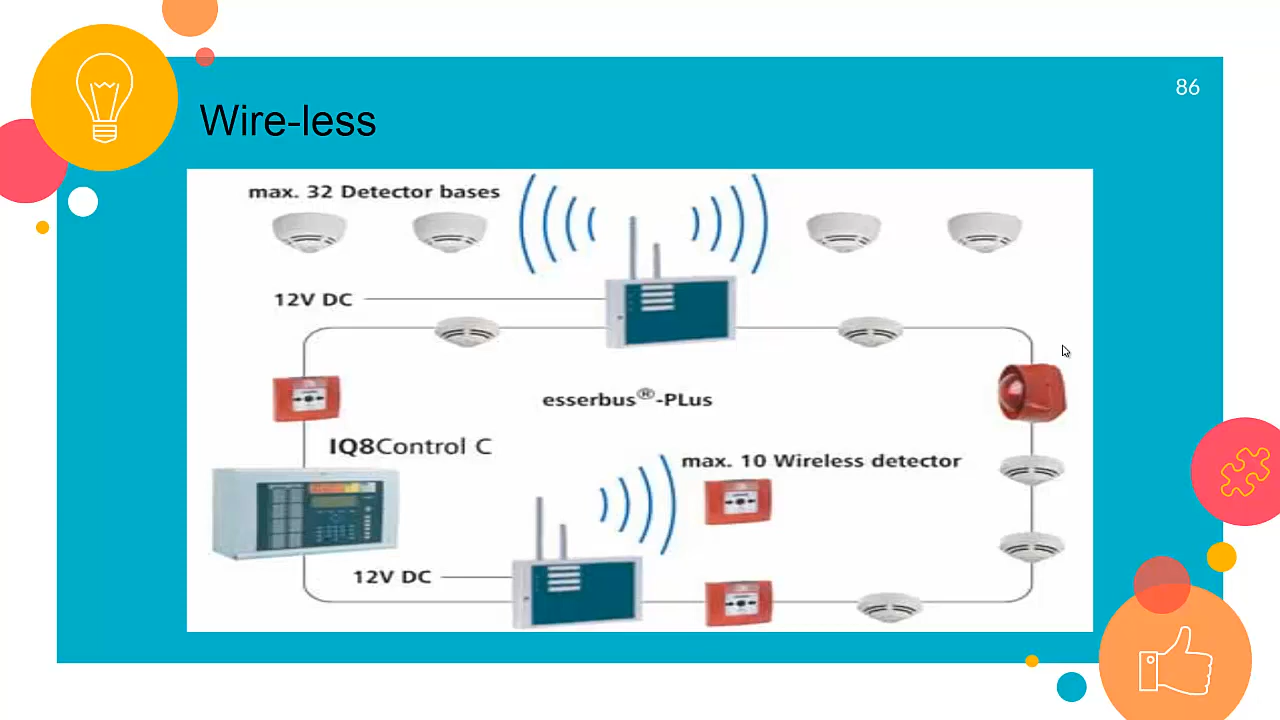 86
Wire-less
max. 32 Detector bases
12V DC
esserbus®-PLus
IQ8Control C
max. 10 Wireless detector
12V DC